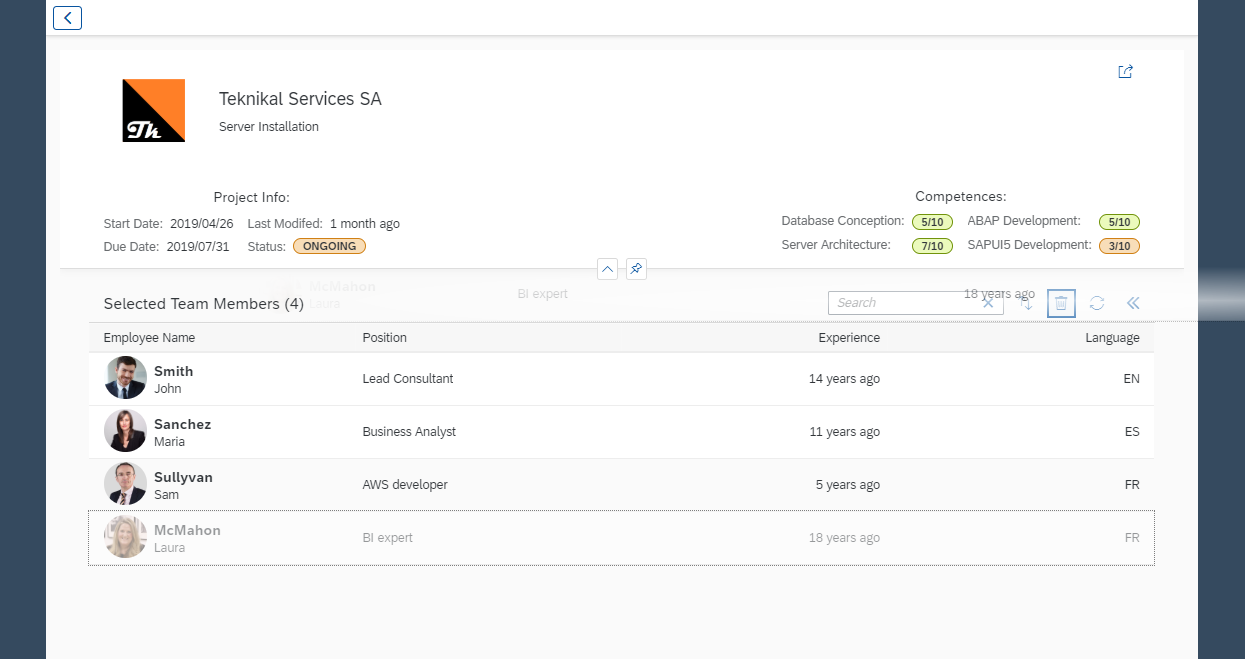 Th
Teknikal Services SA
Server Installation
Project Info:
Start Date: 2019/04/26 Last Modifed: 1 month ago
Due Date: 2019/07/31 Status: ONGOING
Competences:
Database Conception: 5/10 ABAP Development: 5/10
Server Architecture: 7/10 SAPUI5 Development: 3/10
McMahon
Laura
BI expert
18 years ago
Selected Team Members (4)
Search
Employee Name Position Experience Language
Smith
John
Lead Consultant 14 years ago EN
Sanchez
Maria
Business Analyst 11 years ago ES
Sullyvan
Sam
AWS developer 5 years ago FR
McMahon
Laura
BI expert 18 years ago FR